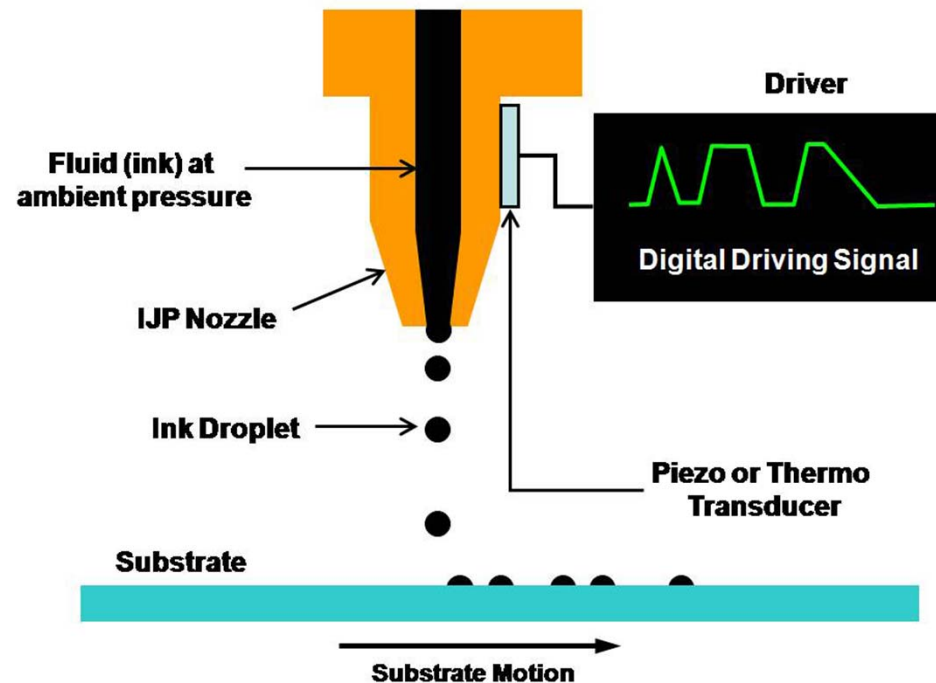 Driver
Fluid (ink) at
ambient pressure
Digital Driving Signal
IJP Nozzle
Ink Droplet
Piezo or Thermo
Transducer
Substrate
Substrate Motion